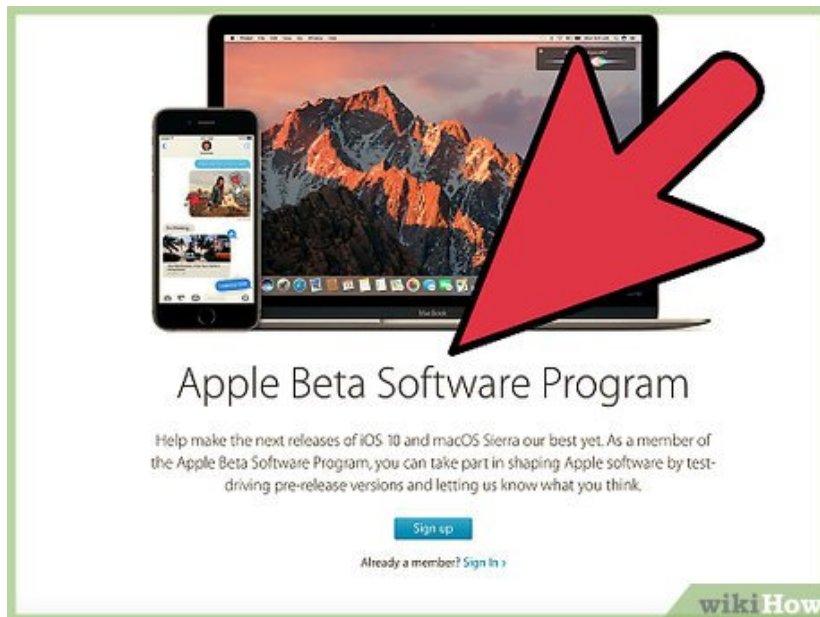 MacBook
Apple Beta Software Program
Help make the next releases of iOS 10 and macOS Sierra our best yet. As a member of
the Apple Beta Software Program, you can take part in shaping Apple software by test-
driving pre-release versions and letting us know what you think.
Sign up
Already a member? Sign In ›
wikiHow